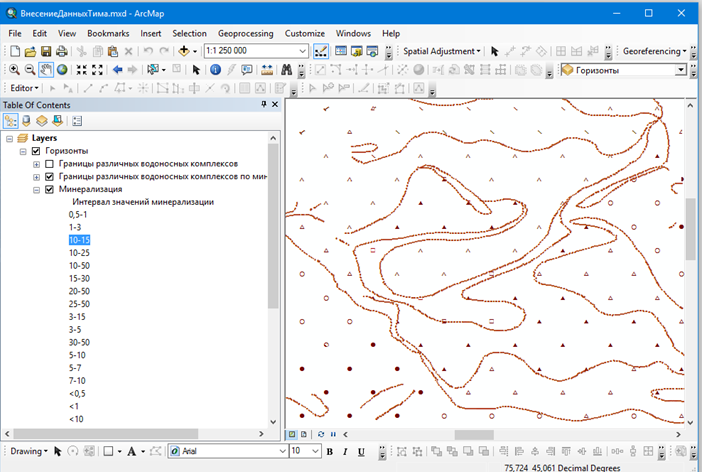 ВнесениеДанныхТима.mxd - ArcMap
File Edit View Bookmarks Insert Selection Geoprocessing Customize Windows Help
1:1 250 000 Spatial Adjustment Georeferencing
Горизонты
Editor
Table Of Contents
Layers
Горизонты
Границы различных водоносных комплексов
Границы различных водоносных комплексов по мин
Минерализация
Интервал значений минерализации
0,5-1
1-3
10-15
10-25
10-50
15-30
20-50
25-50
3-15
3-5
30-50
5-10
5-7
7-10
<0,5
<1
<10
Drawing A Arial 10 B I U A
75,724 45,061 Decimal Degrees